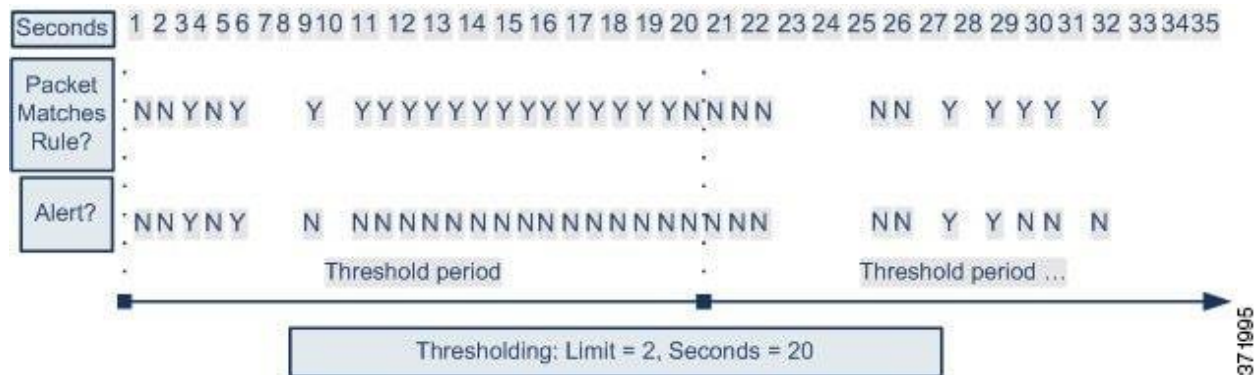 Seconds 1 2 3 4 5 6 7 8 9 10 11 12 13 14 15 16 17 18 19 20 21 22 23 24 25 26 27 28 29 30 31 32 33 34 35
Packet
Matches
Rule?
N N Y N Y Y Y Y Y Y Y Y Y Y Y Y Y Y Y Y N N N N N N Y Y Y Y Y
Alert?
N N Y N Y N N N N N N N N N N N N N N N N N N N N N Y Y N N N
Threshold period
Threshold period ...
Thresholding: Limit = 2, Seconds = 20
371995